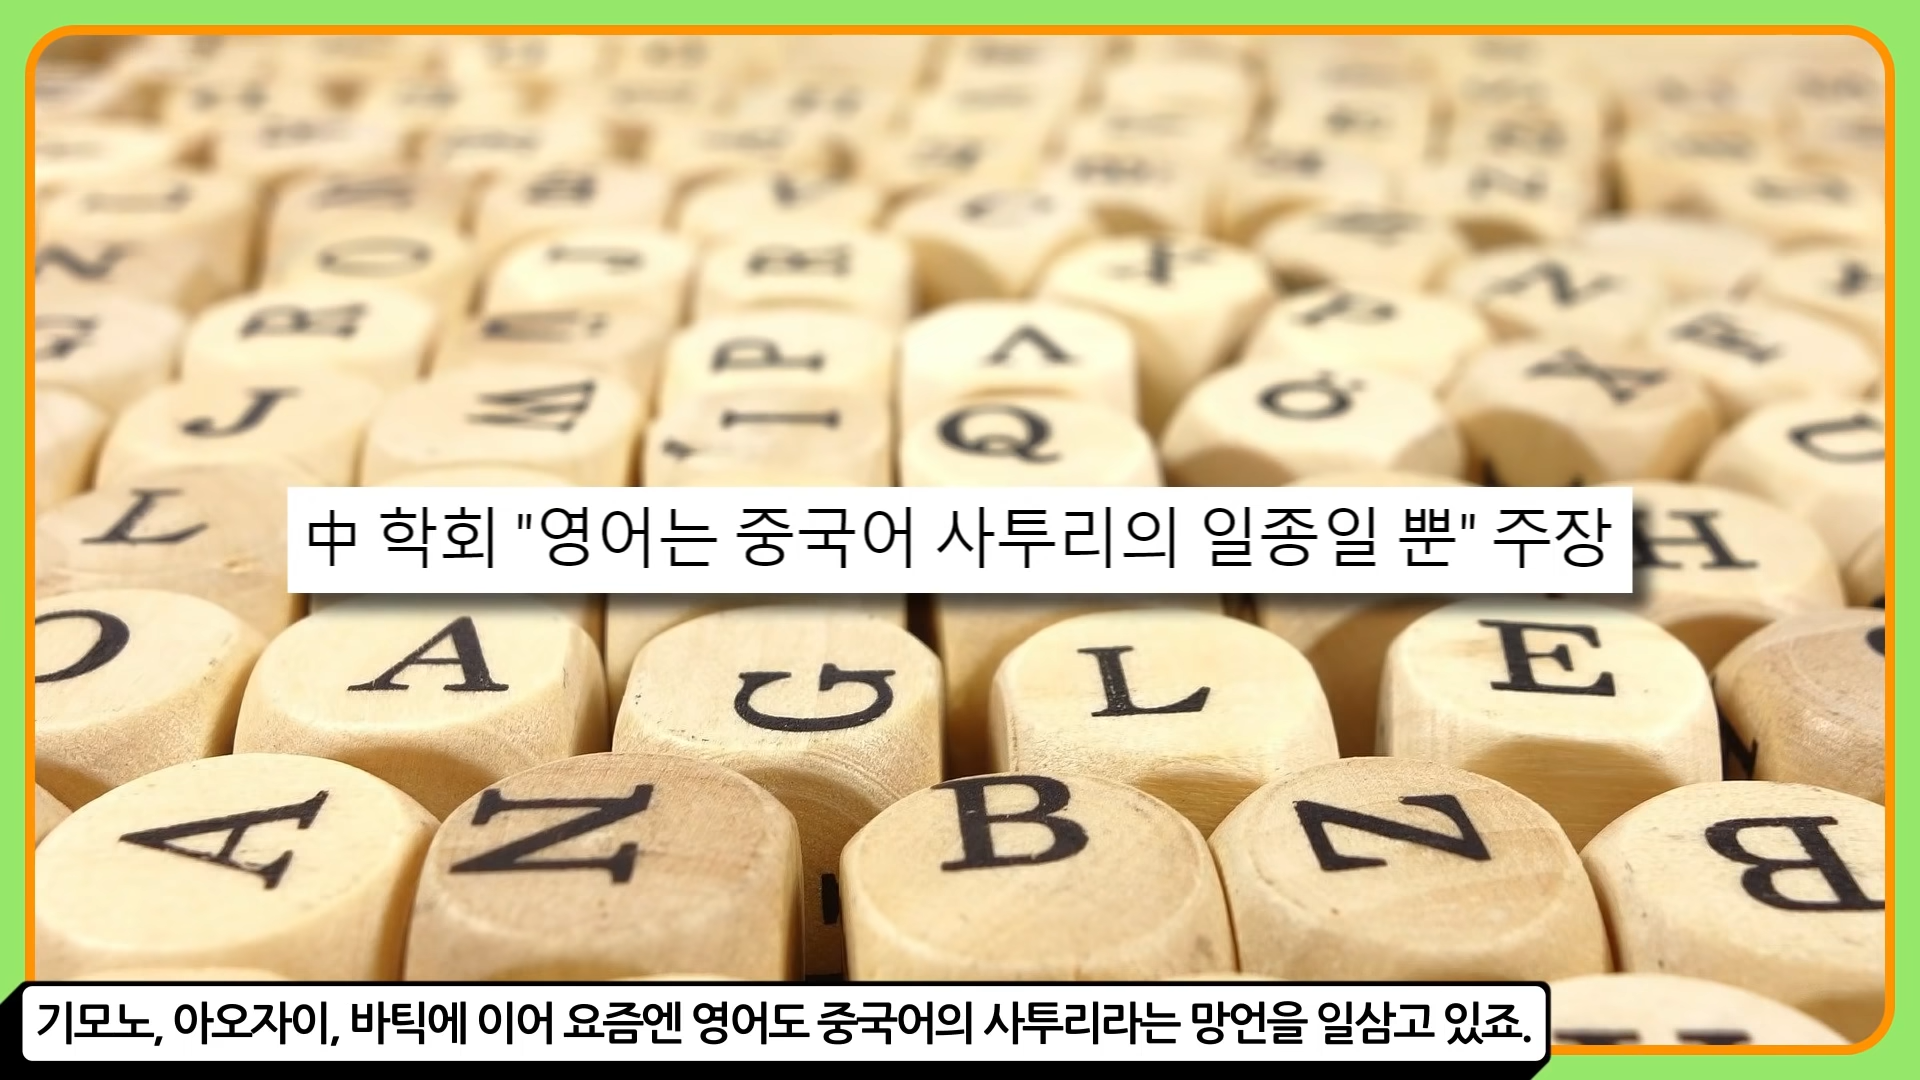 中 학회 "영어는 중국어 사투리의 일종일 뿐" 주장
기모노, 아오자이, 바틱에 이어 요즘엔 영어도 중국어의 사투리라는 망언을 일삼고 있죠.